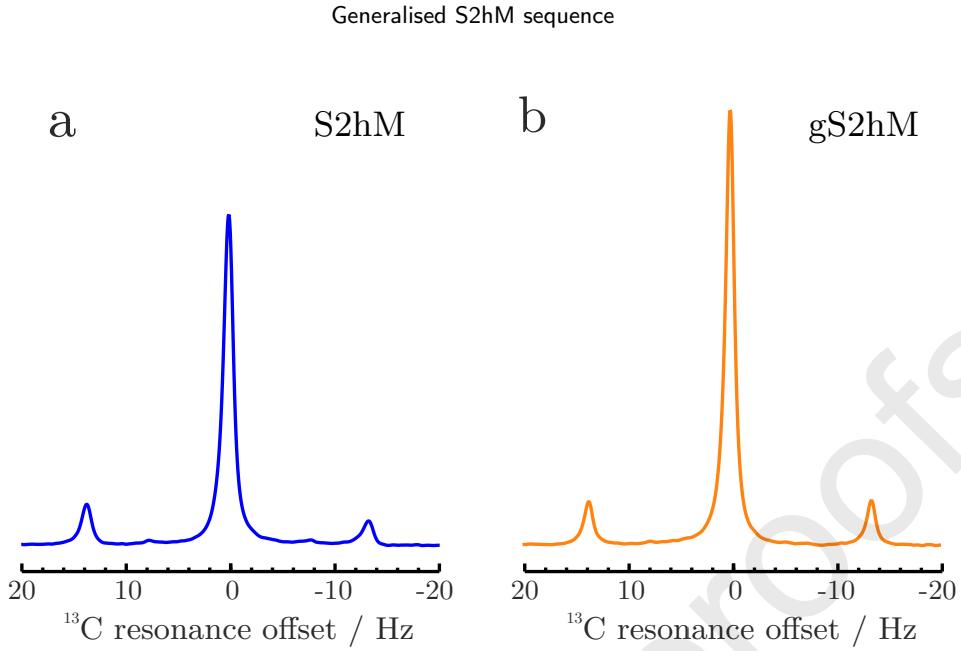 Generalised S2hM sequence
a S2hM
b gS2hM
20 10 0 -10 -20
20 10 0 -10 -20
¹³C resonance offset / Hz
¹³C resonance offset / Hz
proofs